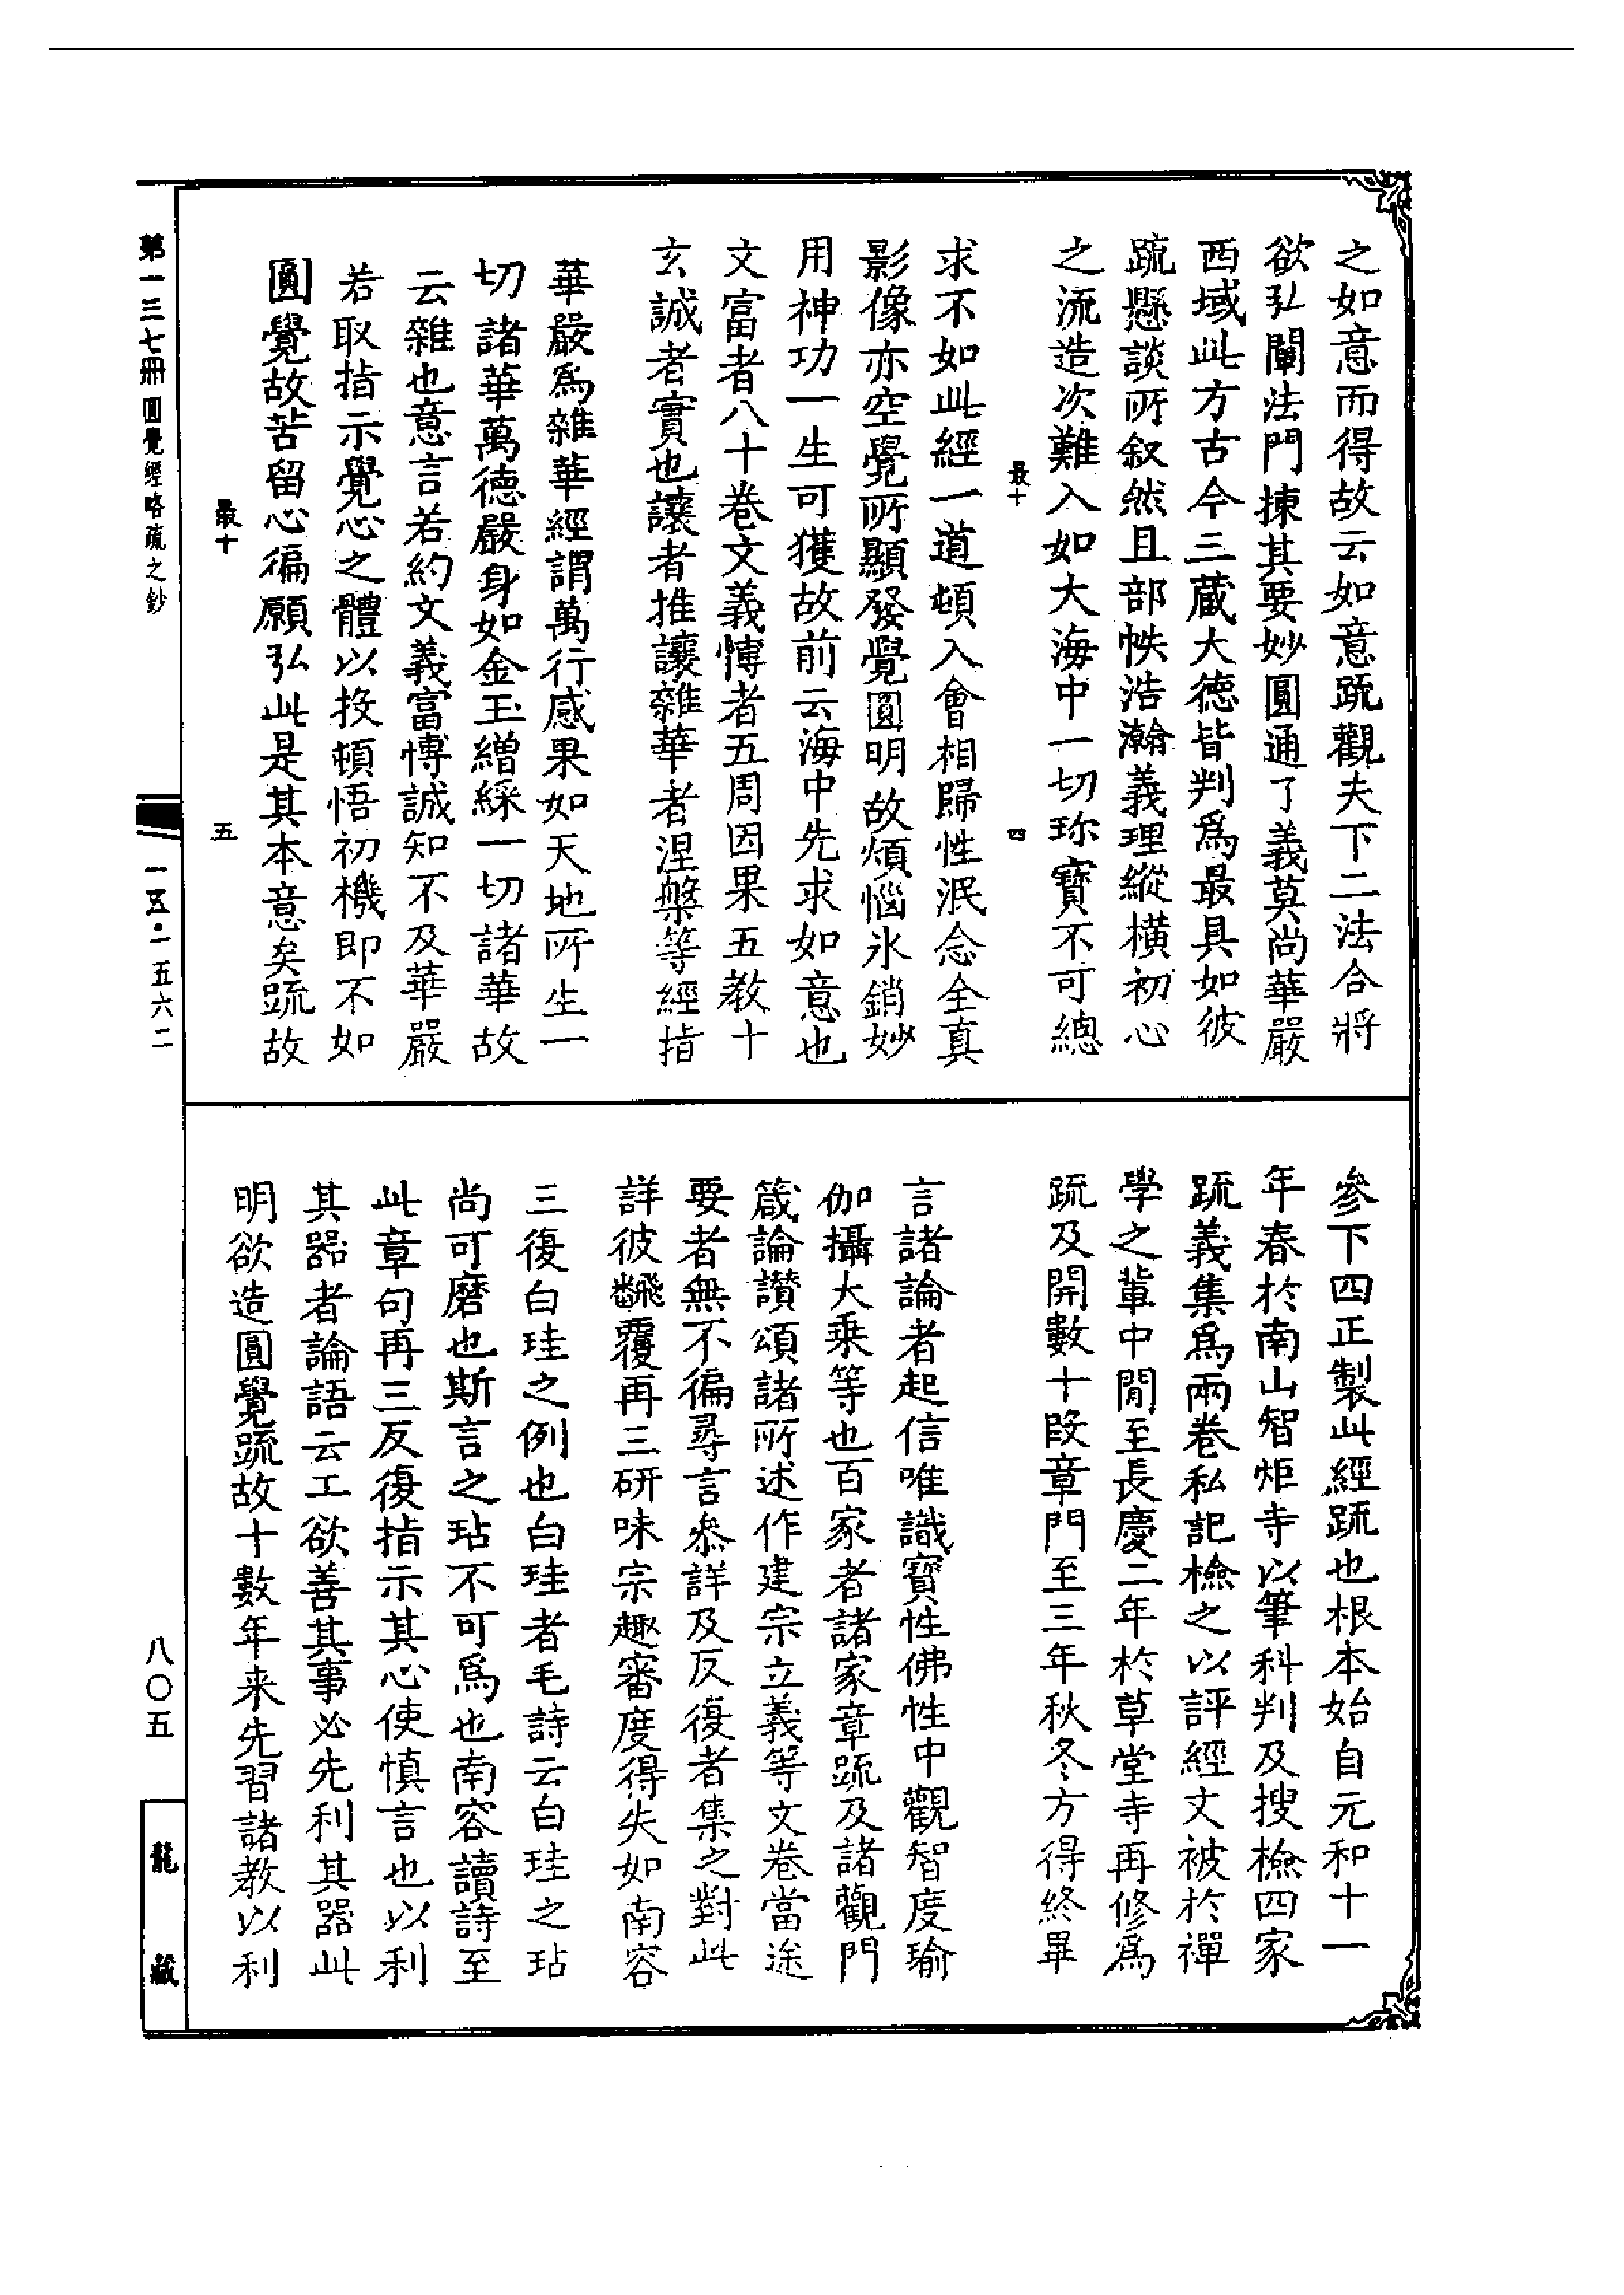 之如意而得故云如意䟽觀夫下二法合將
欲弘闡法門揀其要妙圓通了義莫尚華嚴
西域此方古今三藏大德皆判爲最具如彼
䟽懸談所叙然且部帙浩瀚義理縱橫初心
之流造次難入如大海中一切珎寶不可總
最十
四
求不如此經一道頓入會相歸性泯念全真
影像亦空覺所顯發覺圓明故煩惱氷銷妙
用神功一生可獲故前云海中先求如意也
文富者八十卷文義愽者五周因果五教十
玄誠者實也讓者推讓雜華者涅槃等經指
華嚴爲雜華經謂萬行感果如天地所生一
切諸華萬德嚴身如金玉繒綵一切諸華故
云雜也意言若約文義富愽誠知不及華嚴
若取指示覺心之體以投頓悟初機即不如
圓覺故苦留心徧願弘此是其本意矣䟽故
最十
五
參下四正製此經䟽也根本始自元和十一
年春於南山智炬寺以筆科判及搜檢四家
䟽義集爲兩卷私記檢之以評經文被於禪
學之輩中間至長慶二年於草堂寺再修爲
䟽及開數十段章門至三年秋冬方得終畢
言諸論者起信唯識寶性佛性中觀智度瑜
伽攝大乗等也百家者諸家章䟽及諸觀門
箴論讚頌諸所述作建宗立義等文卷當途
要者無不徧尋言叅詳及反復者集之對此
詳彼飜覆再三研味宗趣審度得失如南容
三復白珪之例也白珪者毛詩云白珪之玷
尚可磨也斯言之玷不可爲也南容讀詩至
此章句再三反復指示其心使慎言也以利
其器者論語云工欲善其事必先利其器此
明欲造圓覺䟽故十數年来先習諸教以利
第一三七冊 圓覺經略疏之鈔
一五·二五六二
八〇五
龍藏